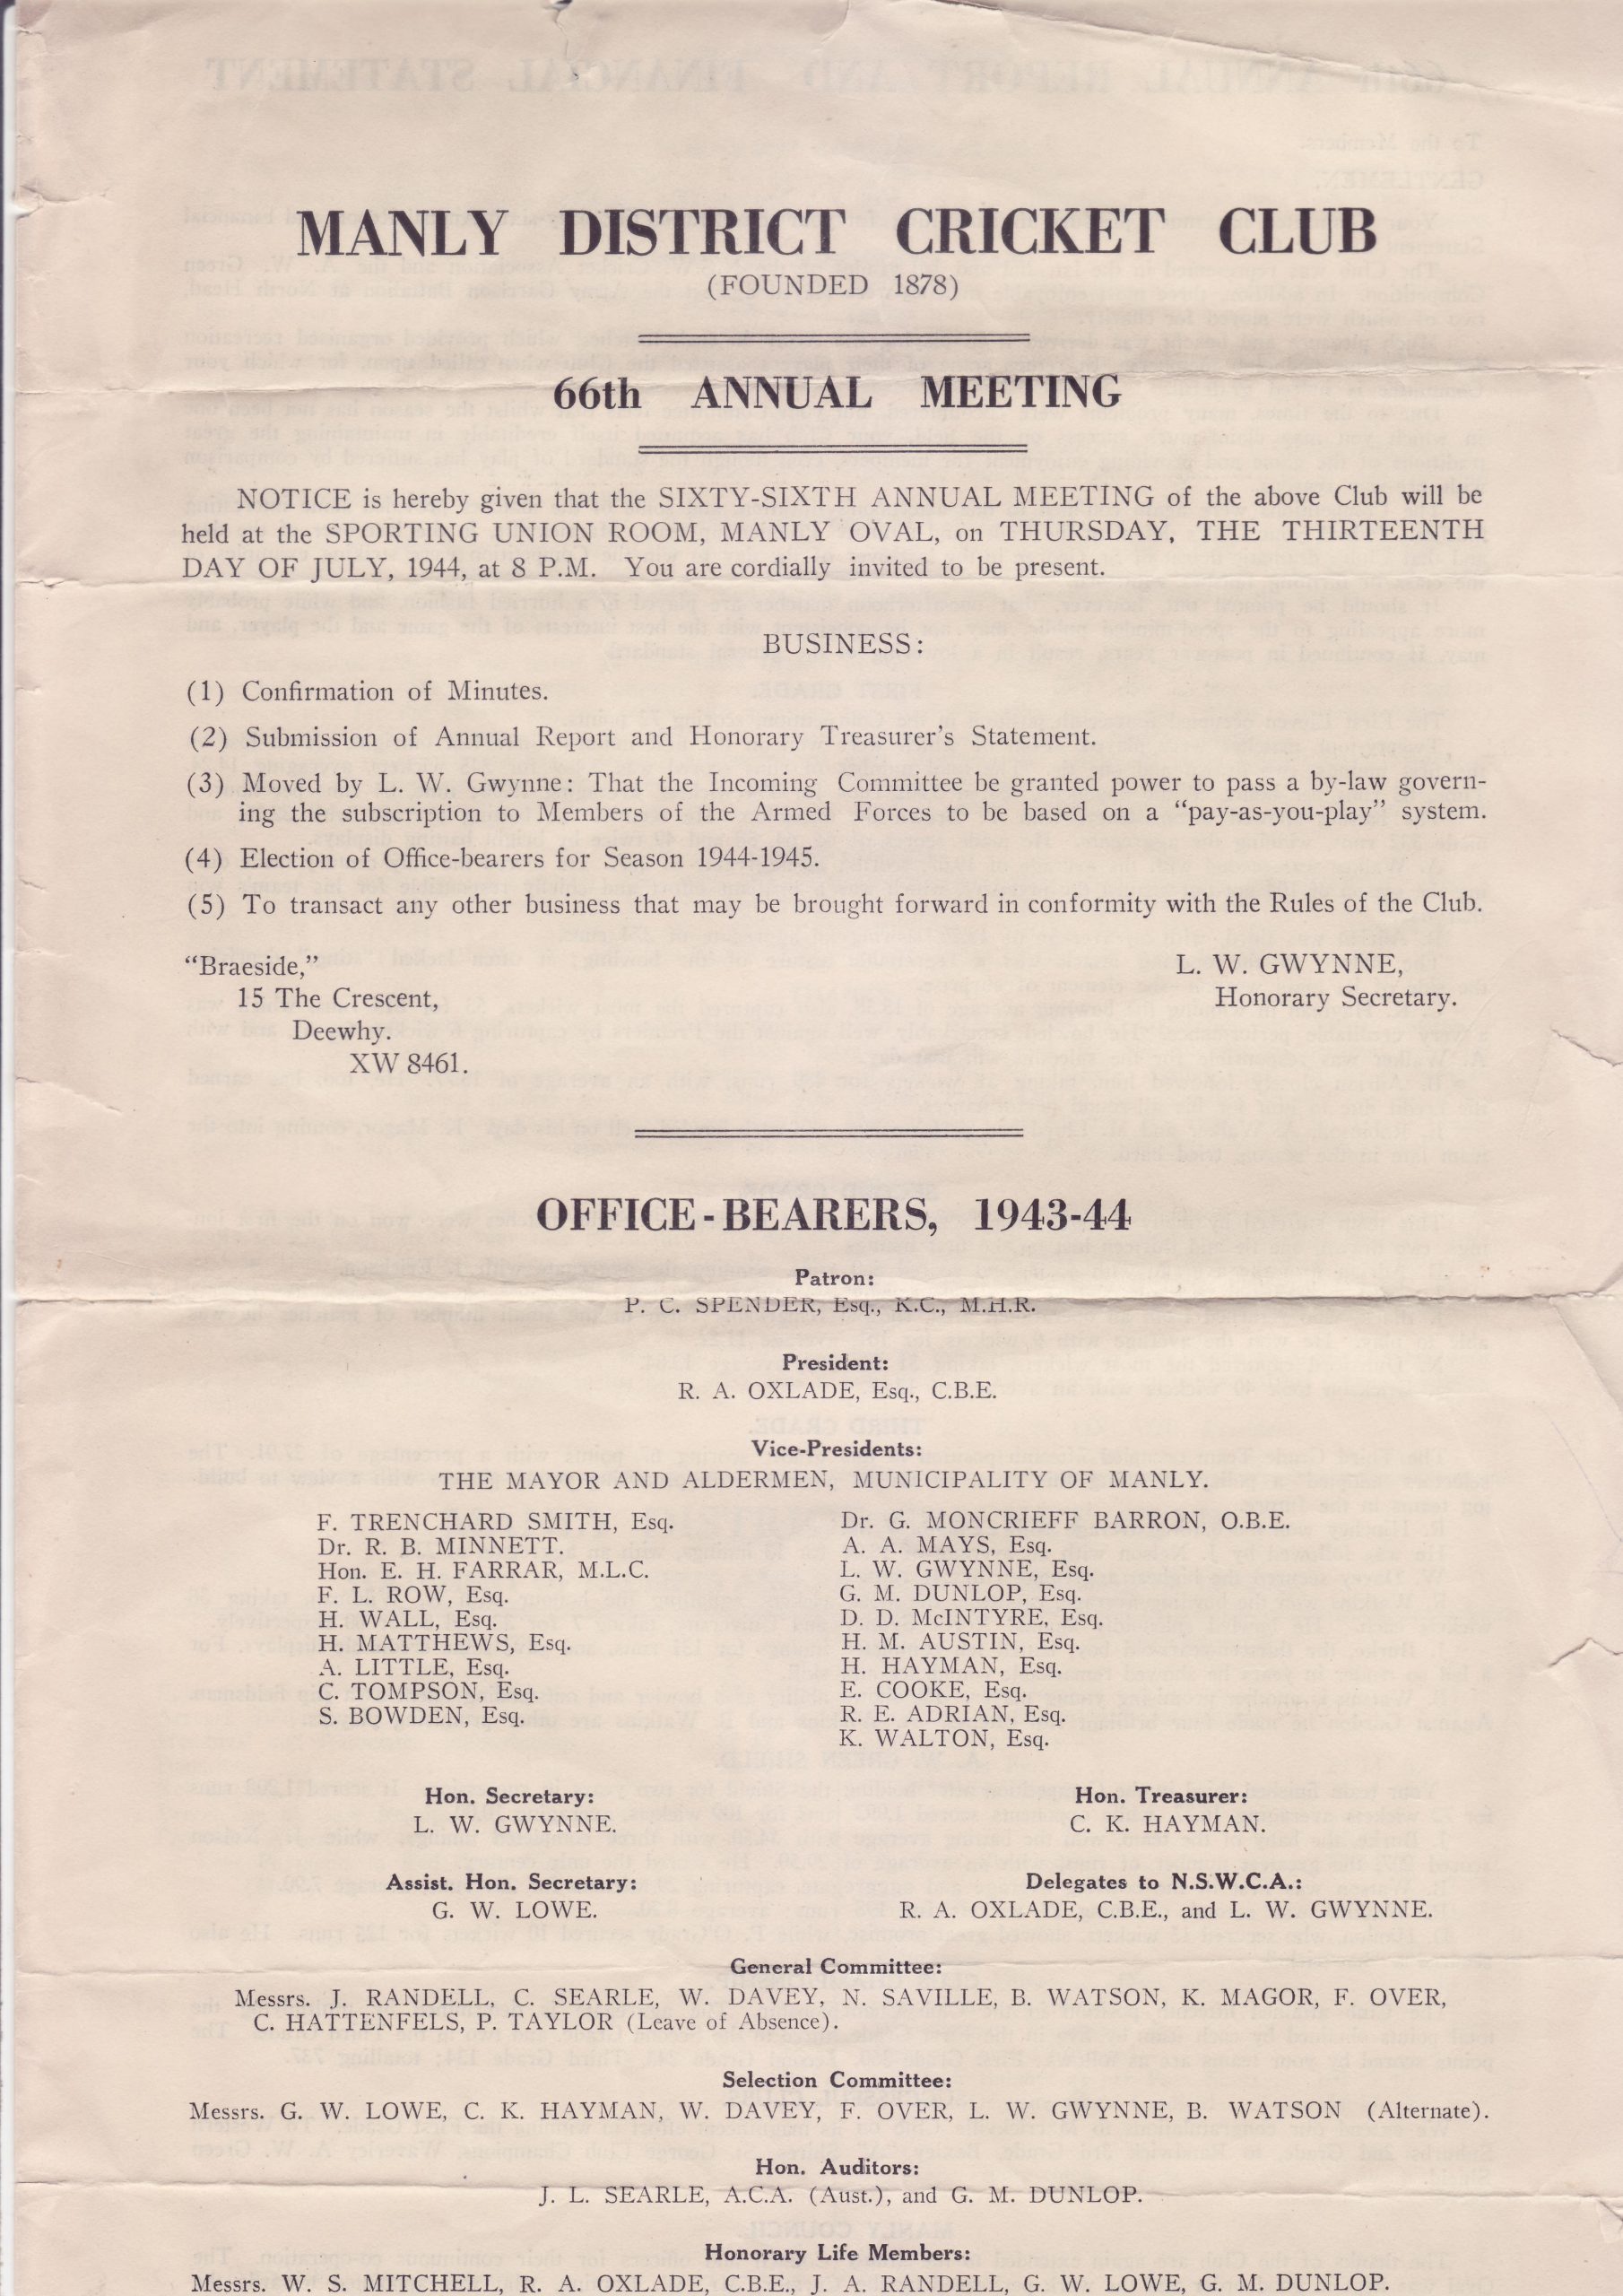 MANLY DISTRICT CRICKET CLUB
(FOUNDED 1878)
66th ANNUAL MEETING
NOTICE is hereby given that the SIXTY-SIXTH ANNUAL MEETING of the above Club will be
held at the SPORTING UNION ROOM, MANLY OVAL, on THURSDAY, THE THIRTEENTH
DAY OF JULY, 1944, at 8 P.M. You are cordially invited to be present.
BUSINESS:
(1) Confirmation of Minutes.
(2) Submission of Annual Report and Honorary Treasurer's Statement.
(3) Moved by L. W. Gwynne: That the Incoming Committee be granted power to pass a by-law govern-
ing the subscription to Members of the Armed Forces to be based on a "pay-as-you-play" system.
(4) Election of Office-bearers for Season 1944-1945.
(5) To transact any other business that may be brought forward in conformity with the Rules of the Club.
"Braeside,"
15 The Crescent,
Deewhy.
XW 8461.
L. W. GWYNNE,
Honorary Secretary.
OFFICE-BEARERS, 1943-44
Patron:
P. C. SPENDER, Esq., K.C., M.H.R.
President:
R. A. OXLADE, Esq., C.B.E.
Vice-Presidents:
THE MAYOR AND ALDERMEN, MUNICIPALITY OF MANLY.
F. TRENCHARD SMITH, Esq.
Dr. R. B. MINNETT.
Hon. E. H. FARRAR, M.L.C.
F. L. ROW, Esq.
H. WALL, Esq.
H. MATTHEWS, Esq.
A. LITTLE, Esq.
C. TOMPSON, Esq.
S. BOWDEN, Esq.
Dr. G. MONCRIEFF BARRON, O.B.E.
A. A. MAYS, Esq.
L. W. GWYNNE, Esq.
G. M. DUNLOP, Esq.
D. D. McINTYRE, Esq.
H. M. AUSTIN, Esq.
H. HAYMAN, Esq.
E. COOKE, Esq.
R. E. ADRIAN, Esq.
K. WALTON, Esq.
Hon. Secretary:
L. W. GWYNNE.
Hon. Treasurer:
C. K. HAYMAN.
Assist. Hon. Secretary:
G. W. LOWE.
Delegates to N.S.W.C.A.:
R. A. OXLADE, C.B.E., and L. W. GWYNNE.
General Committee:
Messrs. J. RANDELL, C. SEARLE, W. DAVEY, N. SAVILLE, B. WATSON, K. MAGOR, F. OVER,
C. HATTENFELS, P. TAYLOR (Leave of Absence).
Selection Committee:
Messrs. G. W. LOWE, C. K. HAYMAN, W. DAVEY, F. OVER, L. W. GWYNNE, B. WATSON (Alternate).
Hon. Auditors:
J. L. SEARLE, A.C.A. (Aust.), and G. M. DUNLOP.
Honorary Life Members:
Messrs. W. S. MITCHELL, R. A. OXLADE, C.B.E., J. A. RANDELL, G. W. LOWE, G. M. DUNLOP.